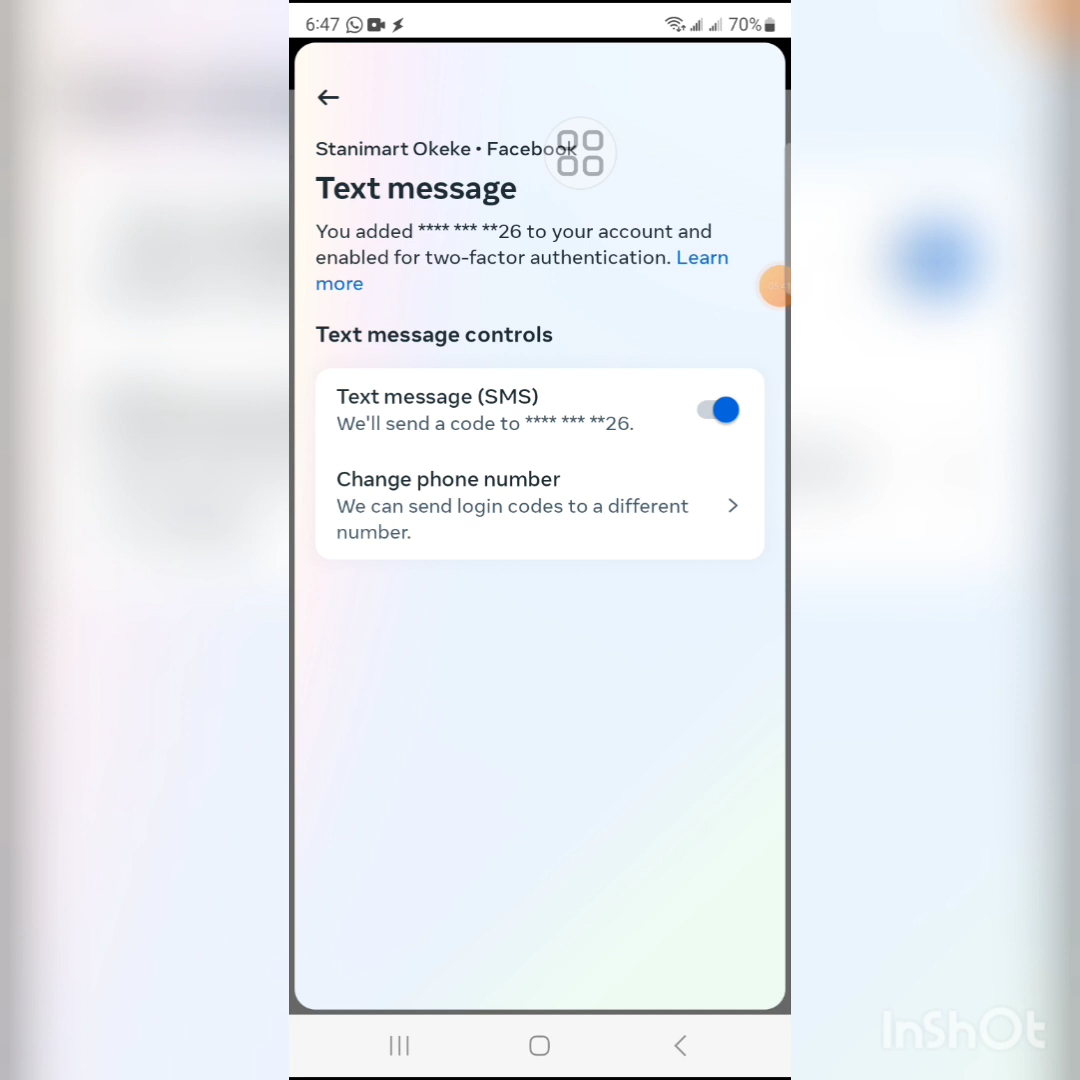 6:47 70%
Stanimart Okeke • Facebook
Text message
You added **** *** **26 to your account and
enabled for two-factor authentication. Learn
more
Text message controls
Text message (SMS)
We'll send a code to **** *** **26.
Change phone number
We can send login codes to a different
number.
InShOt